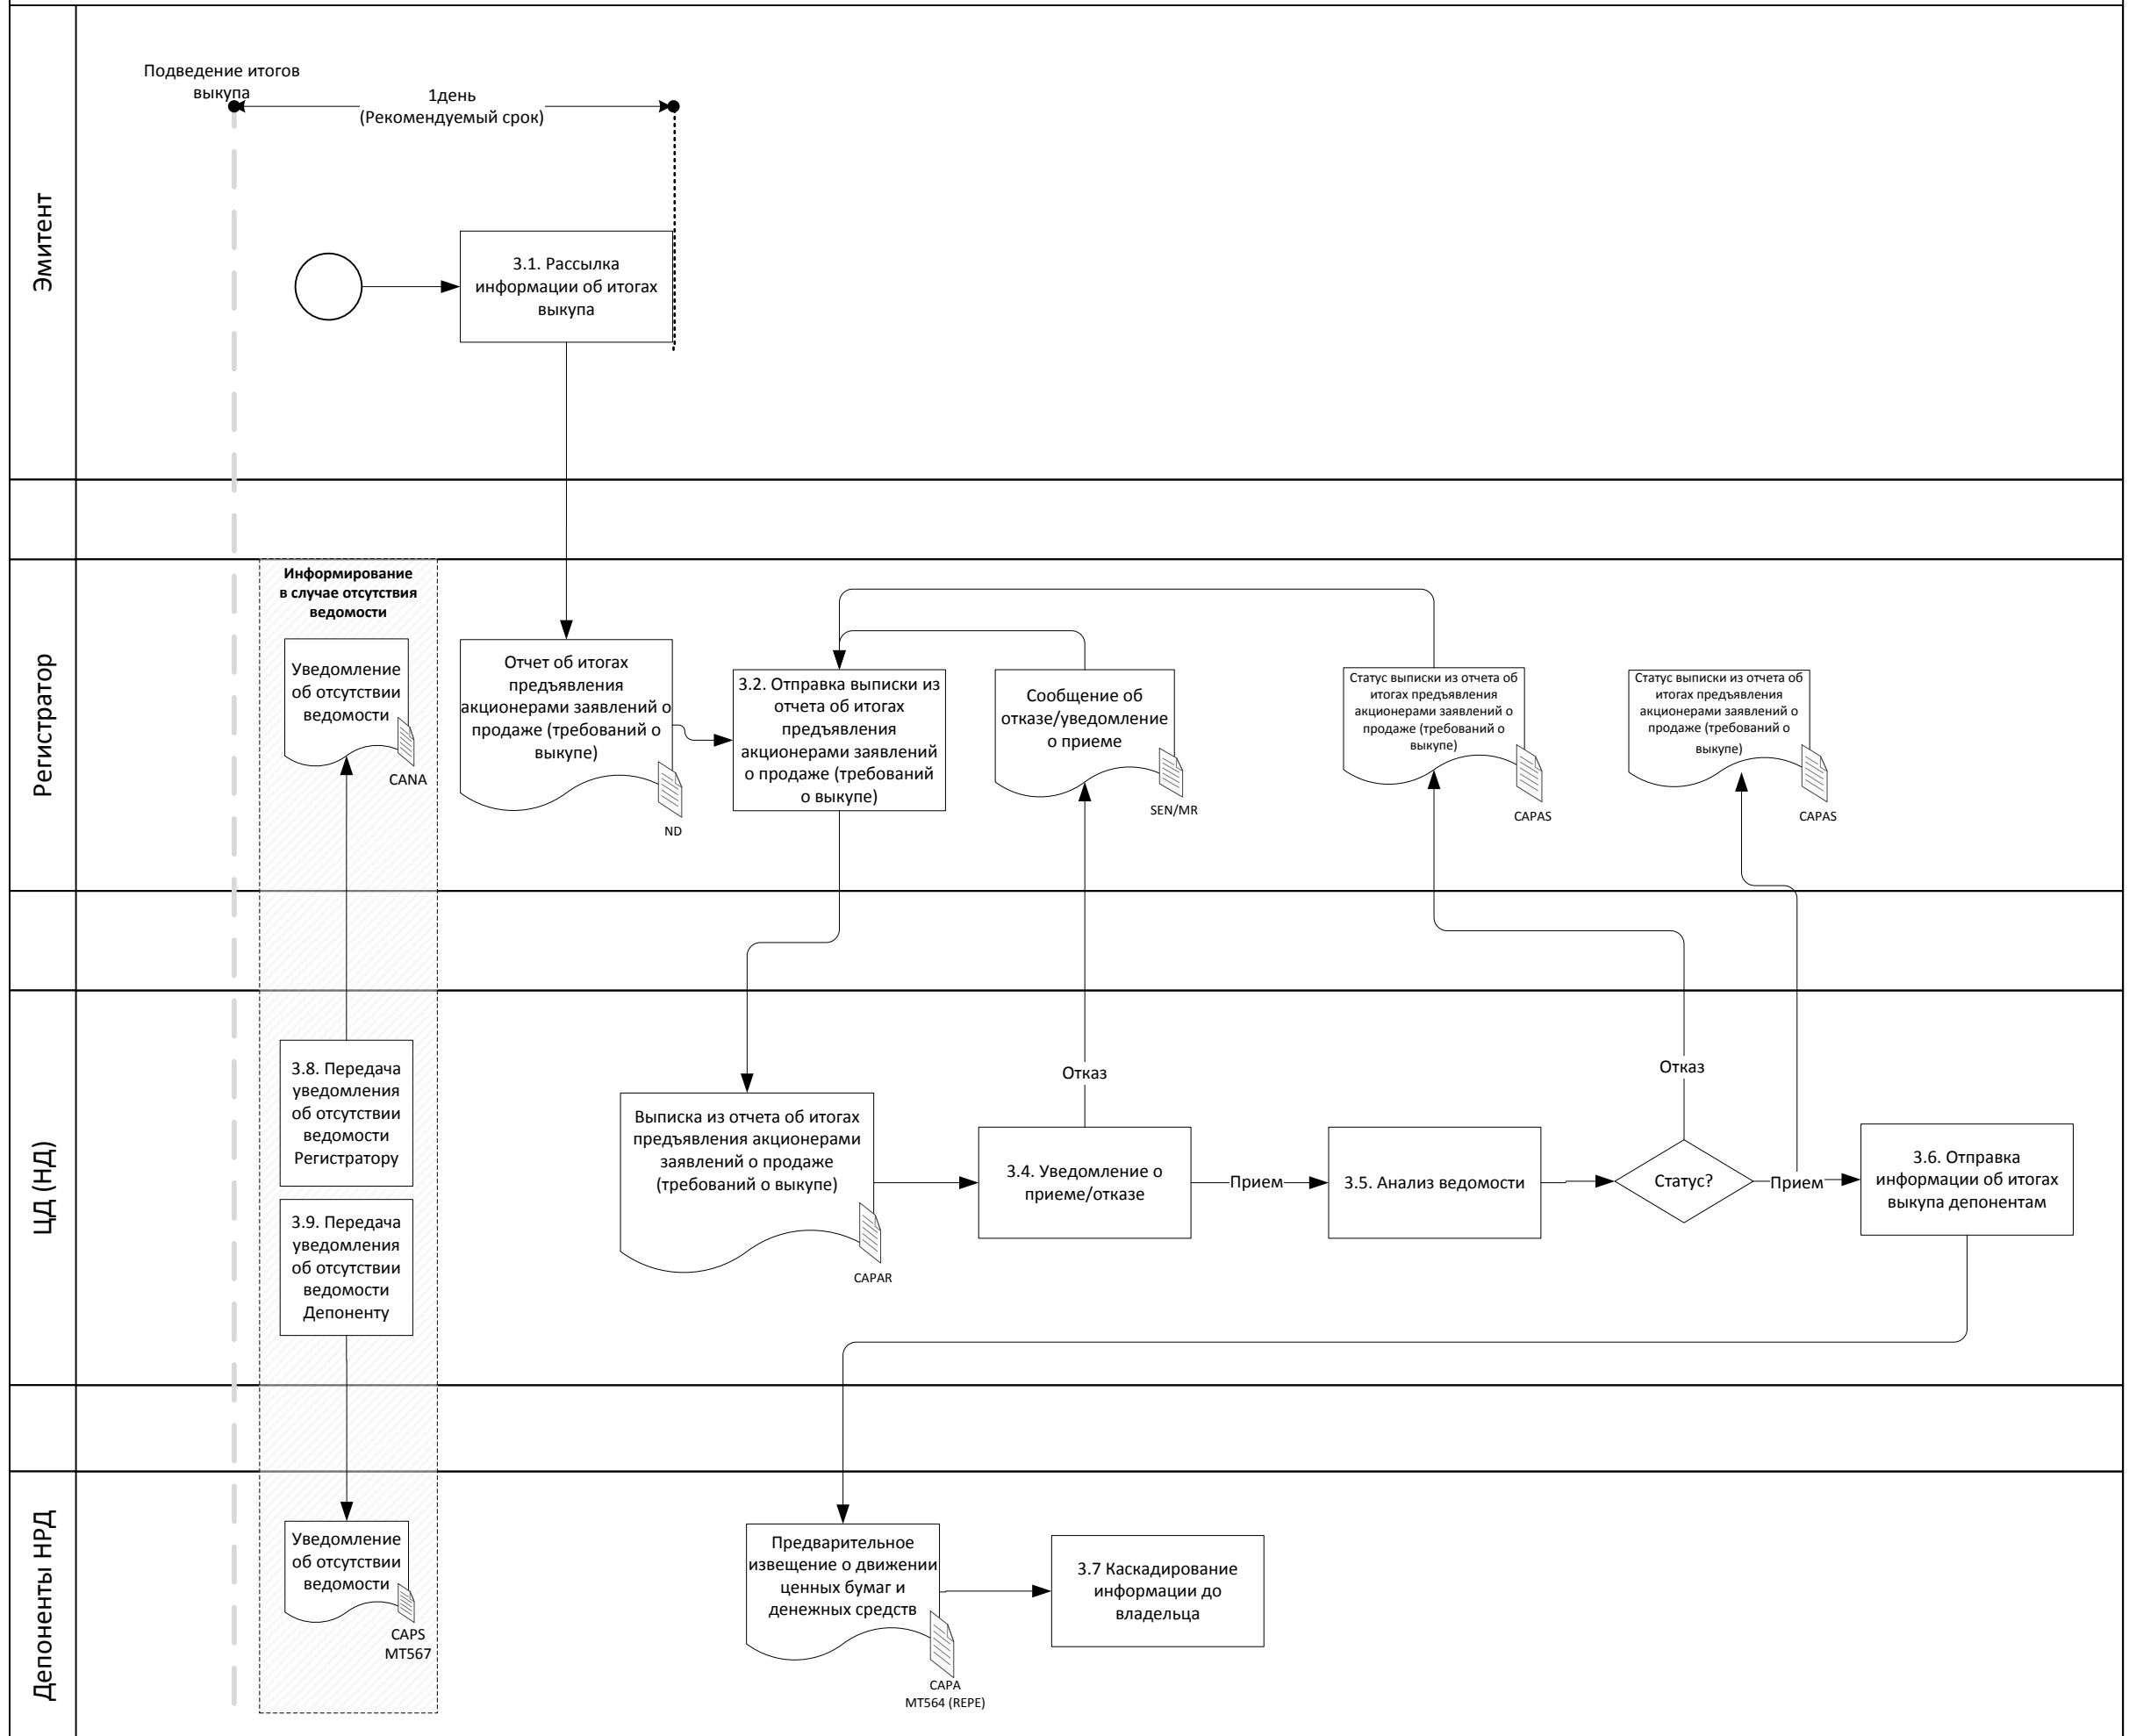 Подведение итогов
выкупа
1день
(Рекомендуемый срок)
Эмитент
3.1. Рассылка
информации об итогах
выкупа
Регистратор
Информирование
в случае отсутствия
ведомости
Уведомление
об отсутствии
ведомости
CANA
Отчет об итогах
предъявления
акционерами заявлений о
продаже (требований о
выкупе)
ND
3.2. Отправка выписки из
отчета об итогах
предъявления
акционерами заявлений
о продаже (требований
о выкупе)
Сообщение об
отказе/уведомление
о приеме
SEN/MR
Статус выписки из отчета об
итогах предъявления
акционерами заявлений о
продаже (требований о
выкупе)
CAPAS
Статус выписки из отчета об
итогах предъявления
акционерами заявлений о
продаже (требований о
выкупе)
CAPAS
ЦД (НД)
3.8. Передача
уведомления
об отсутствии
ведомости
Регистратору
3.9. Передача
уведомления
об отсутствии
ведомости
Депоненту
Выписка из отчета об итогах
предъявления акционерами
заявлений о продаже
(требований о выкупе)
CAPAR
Отказ
3.4. Уведомление о
приеме/отказе
Прием
3.5. Анализ ведомости
Отказ
Статус?
Прием
3.6. Отправка
информации об итогах
выкупа депонентам
Депоненты НРД
Уведомление
об отсутствии
ведомости
CAPS
MT567
Предварительное
извещение о движении
ценных бумаг и
денежных средств
CAPA
MT564 (REPE)
3.7 Каскадирование
информации до
владельца